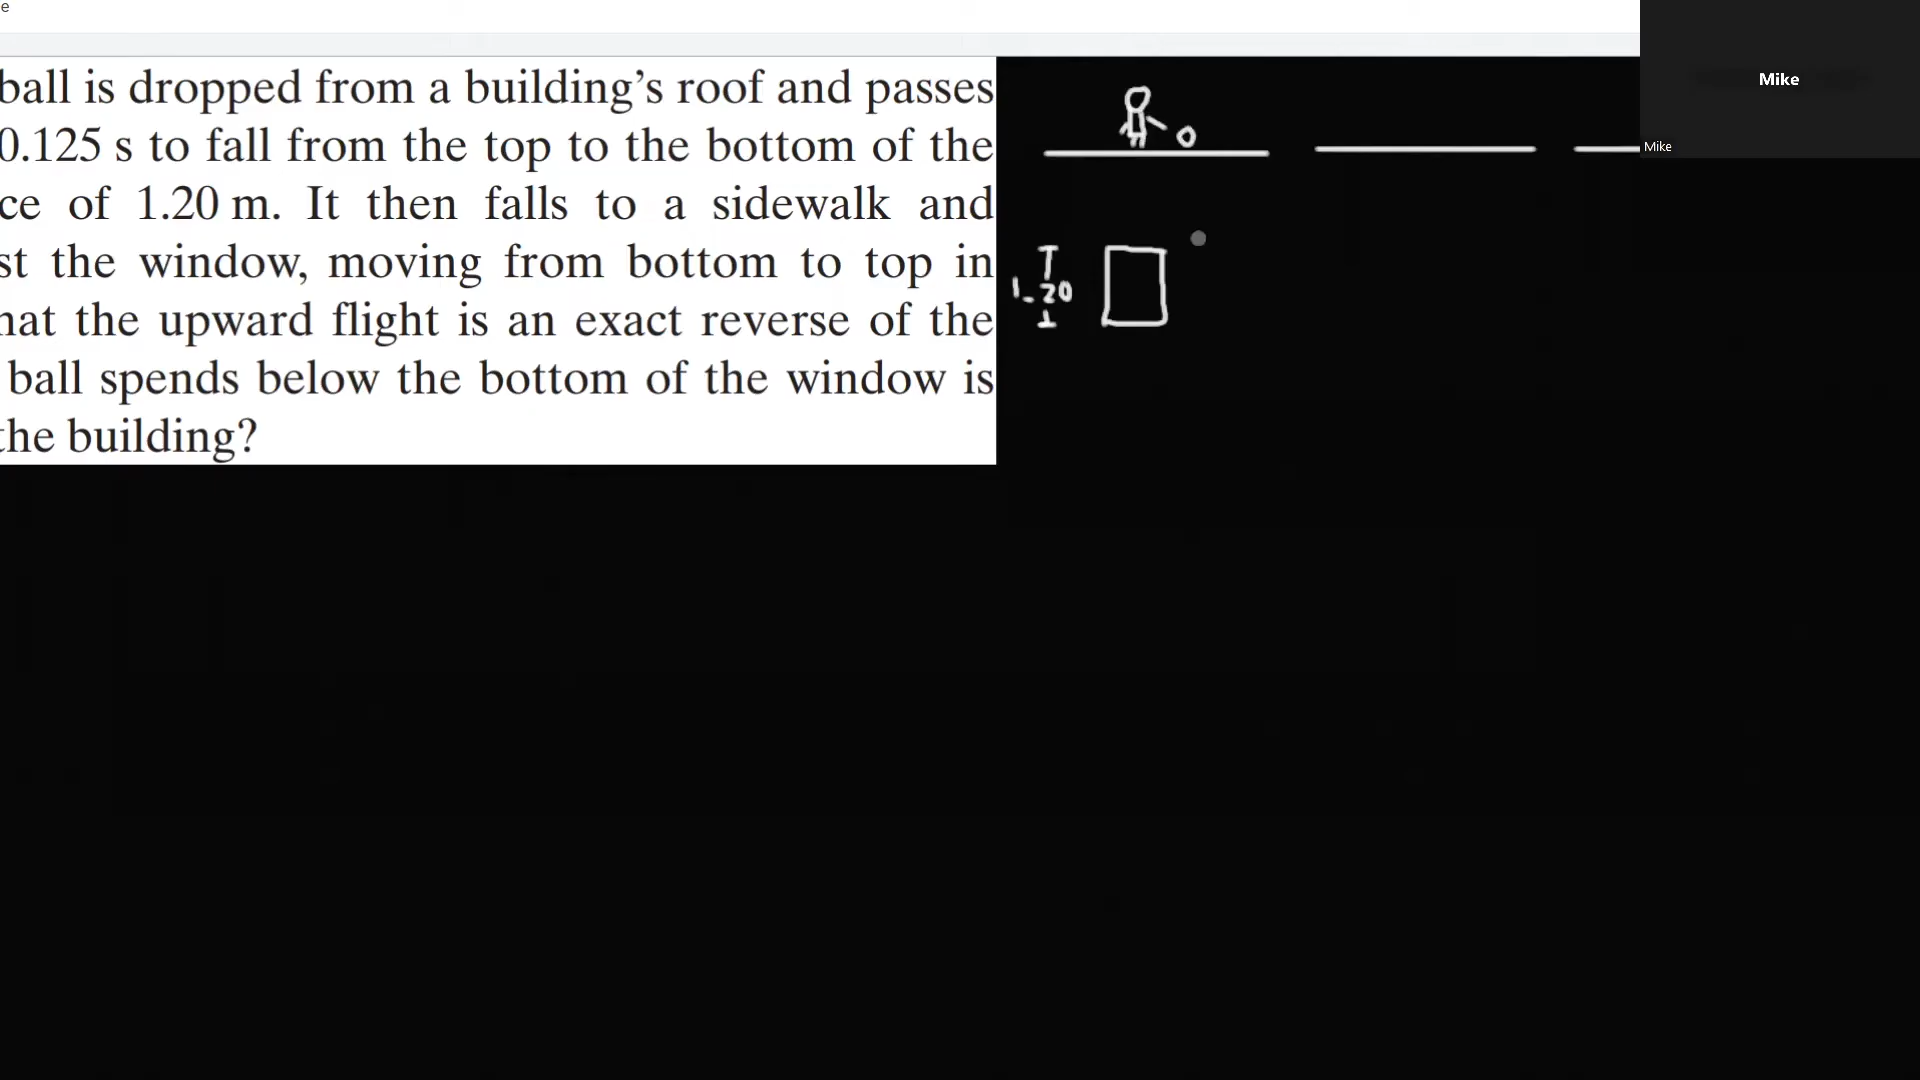 e
ball is dropped from a building's roof and passes
0.125 s to fall from the top to the bottom of the
ce of 1.20 m. It then falls to a sidewalk and
st the window, moving from bottom to top in
hat the upward flight is an exact reverse of the
ball spends below the bottom of the window is
the building?
1.20
Mike
Mike